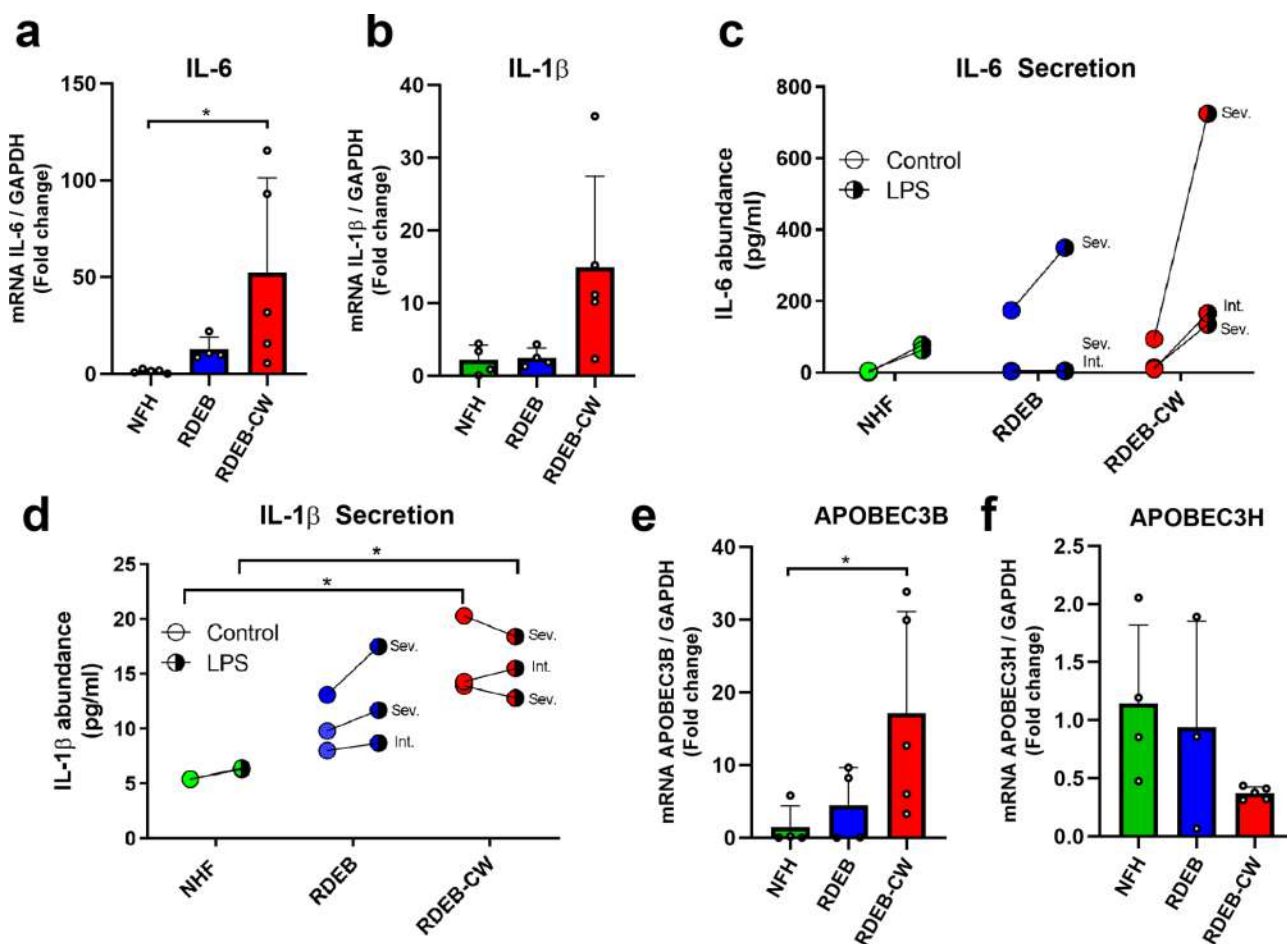 a
IL-6
mRNA IL-6 / GAPDH
(Fold change)
150
100
50
0
*
NFH
RDEB
RDEB-CW
b
IL-1β
mRNA IL-1β / GAPDH
(Fold change)
40
30
20
10
0
NFH
RDEB
RDEB-CW
c
IL-6 Secretion
IL-6 abundance
(pg/ml)
800
600
400
200
0
Control
LPS
Sev.
Sev.
Int.
Sev.
Int.
Sev.
NHF
RDEB
RDEB-CW
d
IL-1β Secretion
IL-1β abundance
(pg/ml)
25
20
15
10
5
0
*
*
Control
LPS
Sev.
Sev.
Int.
Sev.
Int.
Sev.
NHF
RDEB
RDEB-CW
e
APOBEC3B
mRNA APOBEC3B / GAPDH
(Fold change)
40
30
20
10
0
*
NFH
RDEB
RDEB-CW
f
APOBEC3H
mRNA APOBEC3H / GAPDH
(Fold change)
2.5
2.0
1.5
1.0
0.5
0.0
NFH
RDEB
RDEB-CW